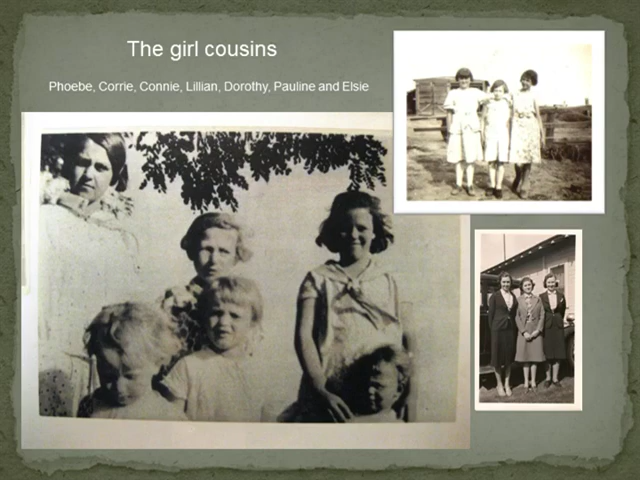 The girl cousins
Phoebe, Corrie, Connie, Lillian, Dorothy, Pauline and Elsie